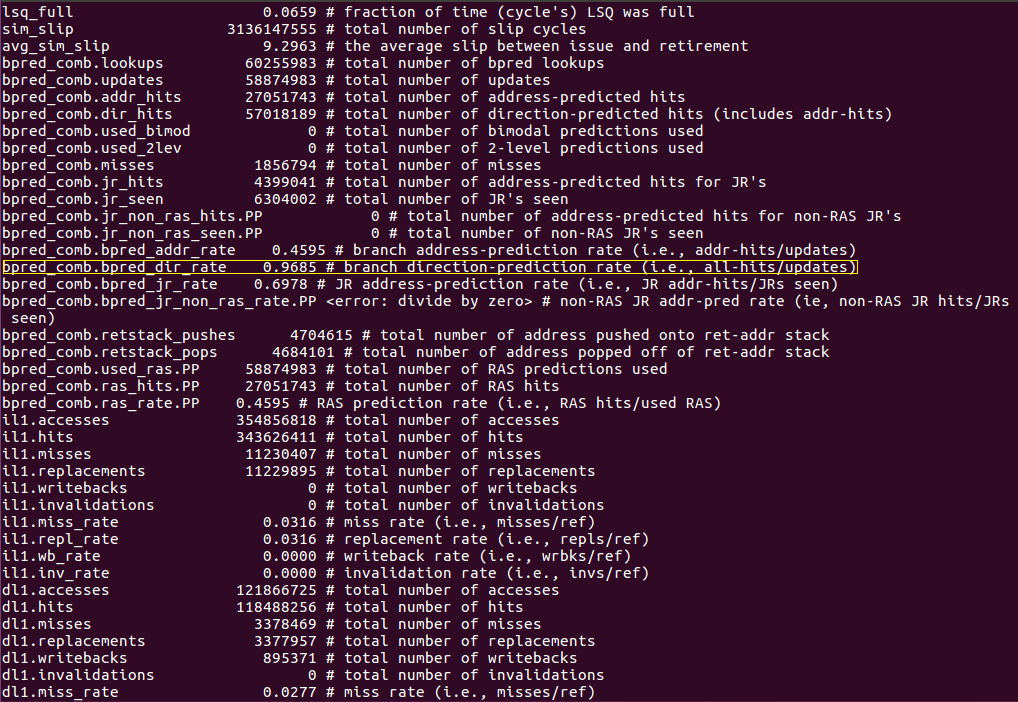 lsq_full                     0.0659 # fraction of time (cycle's) LSQ was full
sim_slip                 3136147555 # total number of slip cycles
avg_sim_slip                 9.2963 # the average slip between issue and retirement
bpred_comb.lookups         60255983 # total number of bpred lookups
bpred_comb.updates         58874983 # total number of updates
bpred_comb.addr_hits       27051743 # total number of address-predicted hits
bpred_comb.dir_hits        57018189 # total number of direction-predicted hits (includes addr-hits)
bpred_comb.used_bimod             0 # total number of bimodal predictions used
bpred_comb.used_2lev              0 # total number of 2-level predictions used
bpred_comb.misses           1856794 # total number of misses
bpred_comb.jr_hits          4399041 # total number of address-predicted hits for JR's
bpred_comb.jr_seen          6304002 # total number of JR's seen
bpred_comb.jr_non_ras_hits.PP            0 # total number of address-predicted hits for non-RAS JR's
bpred_comb.jr_non_ras_seen.PP            0 # total number of non-RAS JR's seen
bpred_comb.bpred_addr_rate    0.4595 # branch address-prediction rate (i.e., addr-hits/updates)
bpred_comb.bpred_dir_rate    0.9685 # branch direction-prediction rate (i.e., all-hits/updates)
bpred_comb.bpred_jr_rate    0.6978 # JR address-prediction rate (i.e., JR addr-hits/JRs seen)
bpred_comb.bpred_jr_non_ras_rate.PP <error: divide by zero> # non-RAS JR addr-pred rate (ie, non-RAS JR hits/JRs
 seen)
bpred_comb.retstack_pushes      4704615 # total number of address pushed onto ret-addr stack
bpred_comb.retstack_pops      4684101 # total number of address popped off of ret-addr stack
bpred_comb.used_ras.PP     58874983 # total number of RAS predictions used
bpred_comb.ras_hits.PP     27051743 # total number of RAS hits
bpred_comb.ras_rate.PP    0.4595 # RAS prediction rate (i.e., RAS hits/used RAS)
il1.accesses              354856818 # total number of accesses
il1.hits                  343626411 # total number of hits
il1.misses                 11230407 # total number of misses
il1.replacements           11229895 # total number of replacements
il1.writebacks                    0 # total number of writebacks
il1.invalidations                 0 # total number of invalidations
il1.miss_rate                0.0316 # miss rate (i.e., misses/ref)
il1.repl_rate                0.0316 # replacement rate (i.e., repls/ref)
il1.wb_rate                  0.0000 # writeback rate (i.e., wrbks/ref)
il1.inv_rate                 0.0000 # invalidation rate (i.e., invs/ref)
dl1.accesses              121866725 # total number of accesses
dl1.hits                  118488256 # total number of hits
dl1.misses                  3378469 # total number of misses
dl1.replacements            3377957 # total number of replacements
dl1.writebacks               895371 # total number of writebacks
dl1.invalidations                 0 # total number of invalidations
dl1.miss_rate                0.0277 # miss rate (i.e., misses/ref)